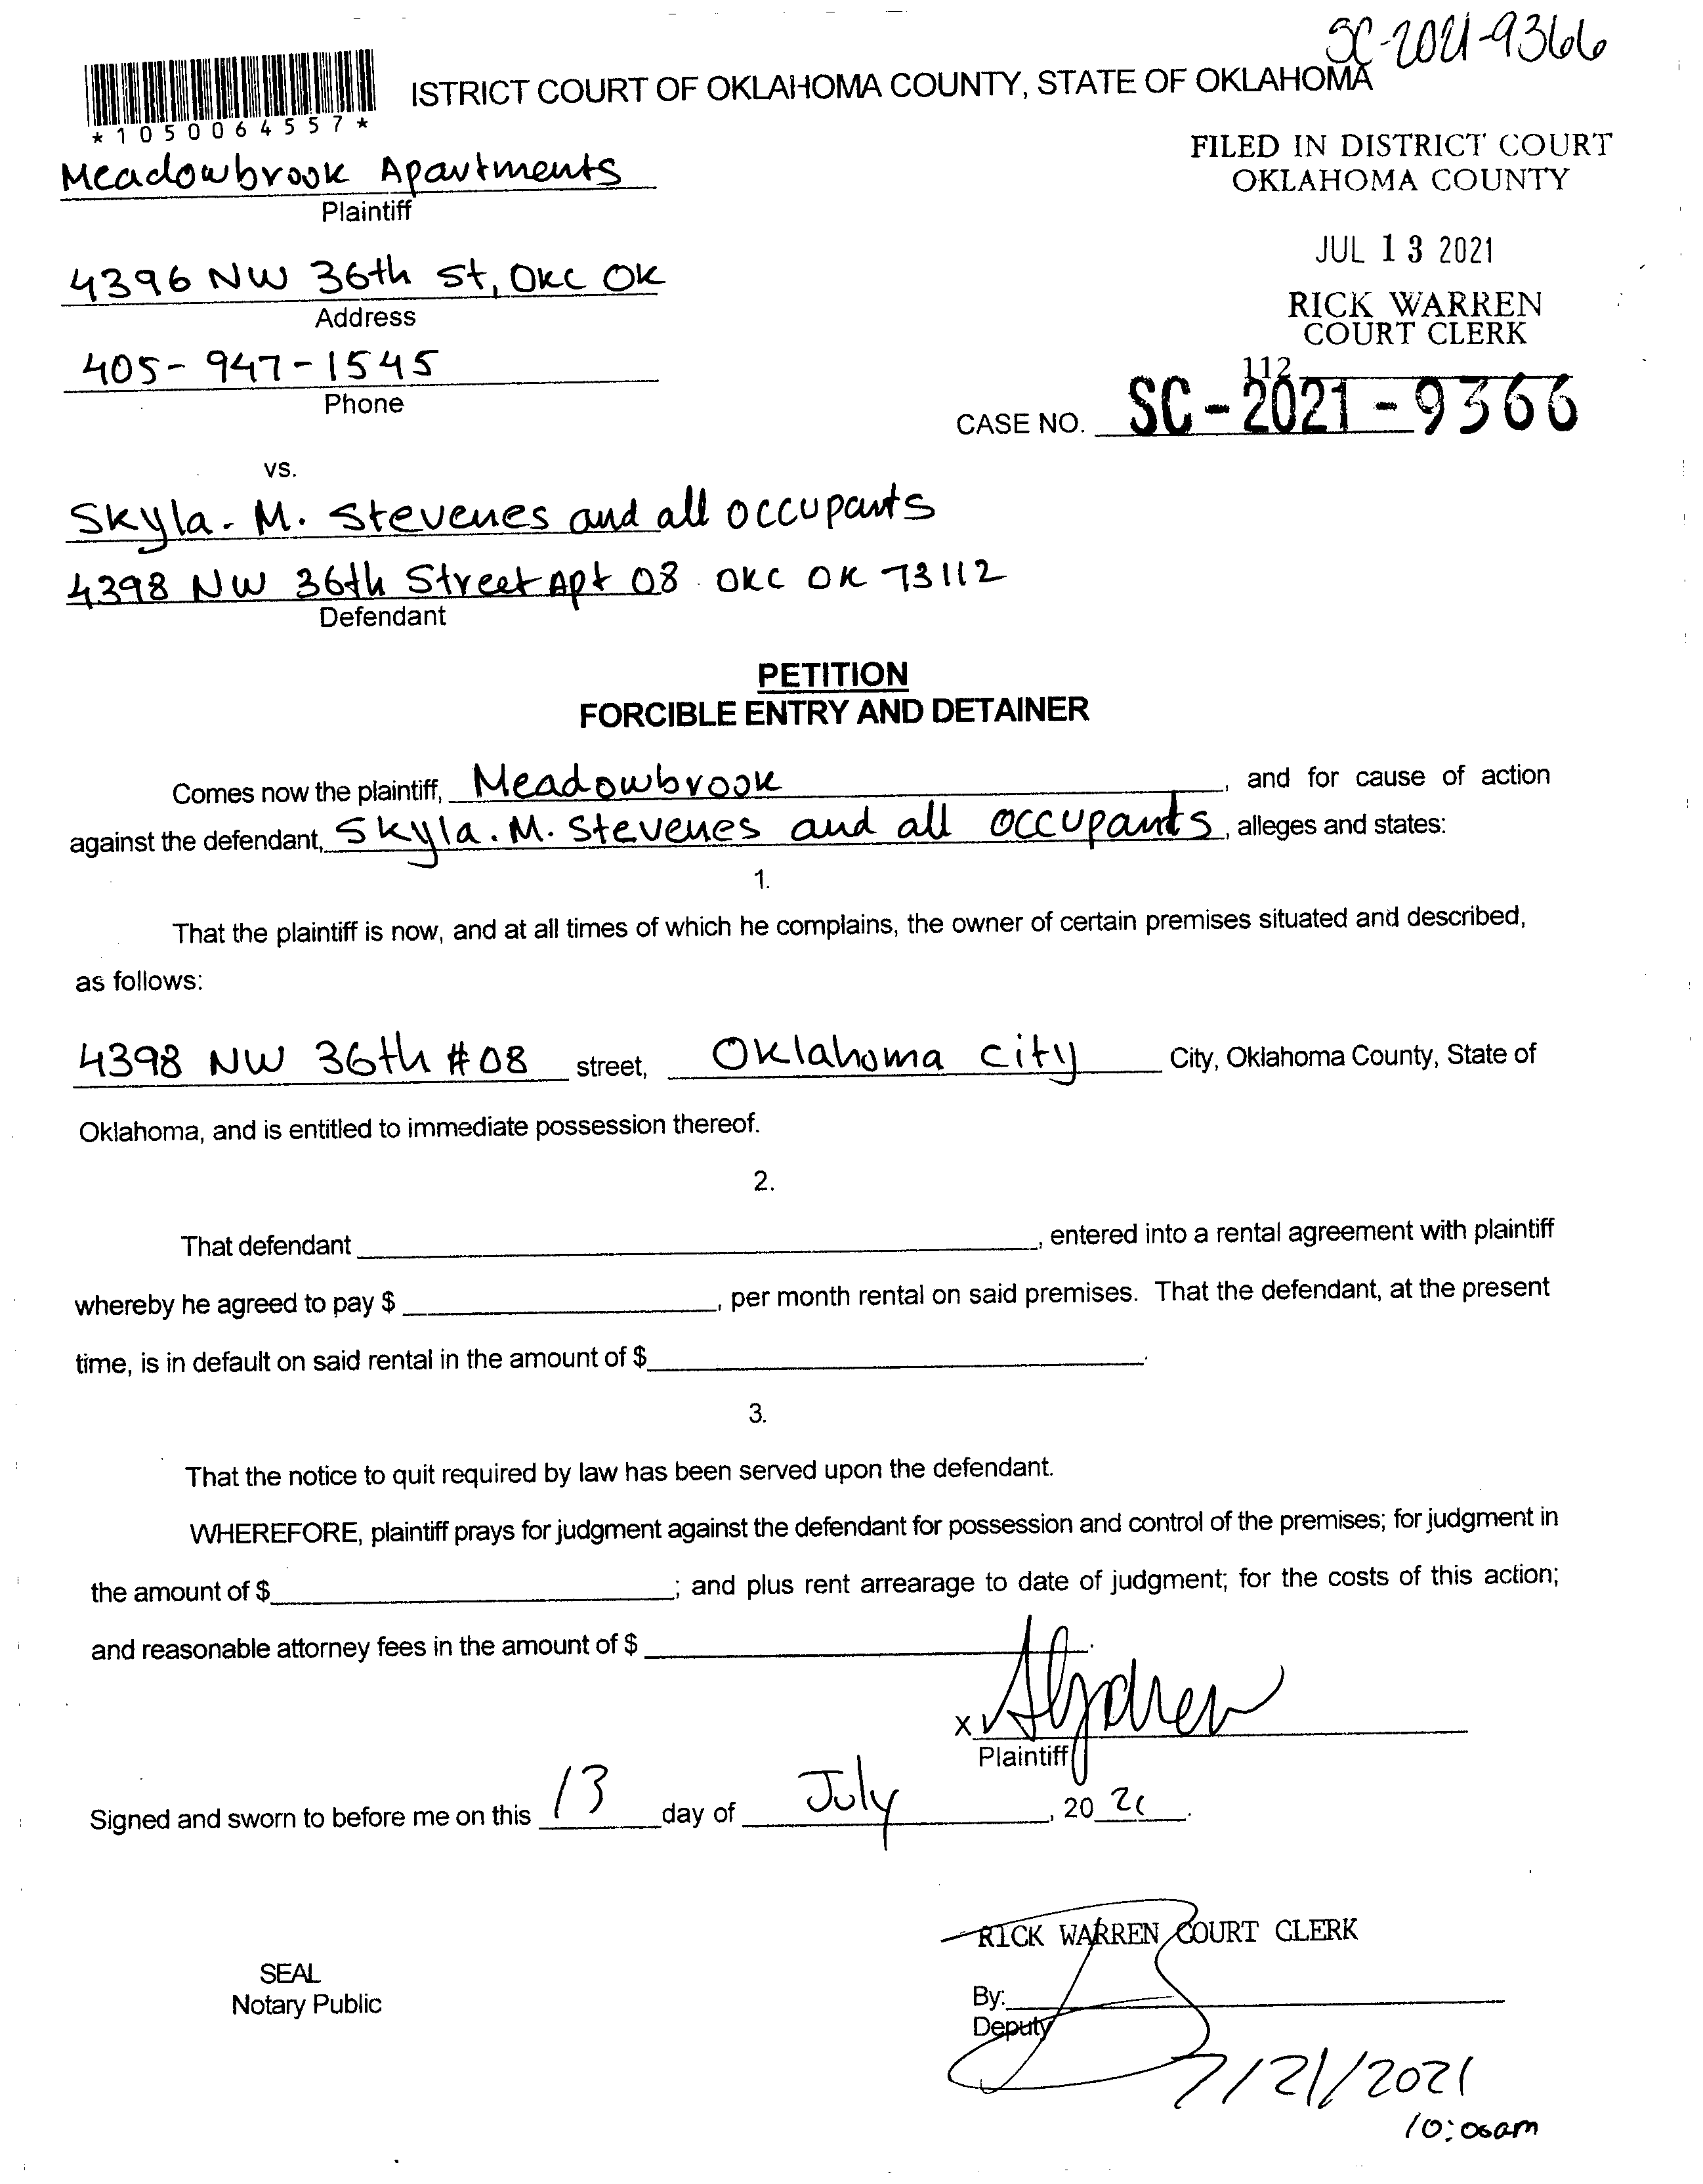 SC-2021-9366
ISTRICT COURT OF OKLAHOMA COUNTY, STATE OF OKLAHOMA
*1050064557*
FILED IN DISTRICT COURT
OKLAHOMA COUNTY
JUL 13 2021
RICK WARREN
COURT CLERK
112
Meadowbrook Apartments
Plaintiff
4396 NW 36th St, OKC OK
Address
405-947-1545
Phone
CASE NO. SC-2021-9366
vs.
Skyla. M. Stevenes and all occupants
4398 NW 36th Street Apt 08 OKC OK 73112
Defendant
PETITION
FORCIBLE ENTRY AND DETAINER
Comes now the plaintiff, Meadowbrook, and for cause of action
against the defendant, Skyla. M. Stevenes and all occupants, alleges and states:
1.
That the plaintiff is now, and at all times of which he complains, the owner of certain premises situated and described,
as follows:
4398 NW 36th #08 street, Oklahoma city City, Oklahoma County, State of
Oklahoma, and is entitled to immediate possession thereof.
2.
That defendant ____, entered into a rental agreement with plaintiff
whereby he agreed to pay $ ____, per month rental on said premises. That the defendant, at the present
time, is in default on said rental in the amount of $____.
3.
That the notice to quit required by law has been served upon the defendant.
WHEREFORE, plaintiff prays for judgment against the defendant for possession and control of the premises; for judgment in
the amount of $____; and plus rent arrearage to date of judgment; for the costs of this action;
and reasonable attorney fees in the amount of $ ____.
X
Plaintiff
Signed and sworn to before me on this 13 day of July, 20 21.
RICK WARREN COURT CLERK
SEAL
Notary Public
By:
Deputy
7/21/2021
10:00am